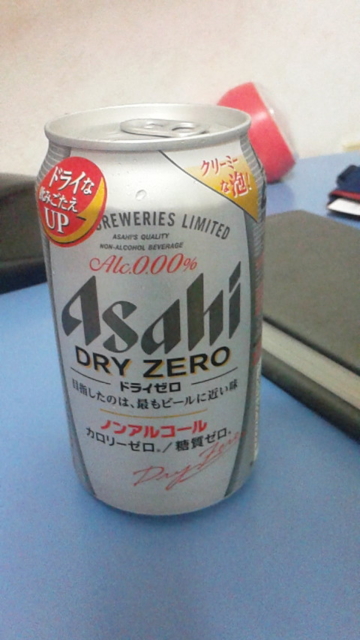 ドライな
飲みごたえ
UP
クリーミー
な泡!
BREWERIES LIMITED
ASAHI'S QUALITY
NON-ALCOHOL BEVERAGE
Alc.0.00%
Asahi
DRY ZERO
ドライゼロ
目指したのは、最もビールに近い味
ノンアルコール
カロリーゼロ。/糖質ゼロ。
Dry Zero